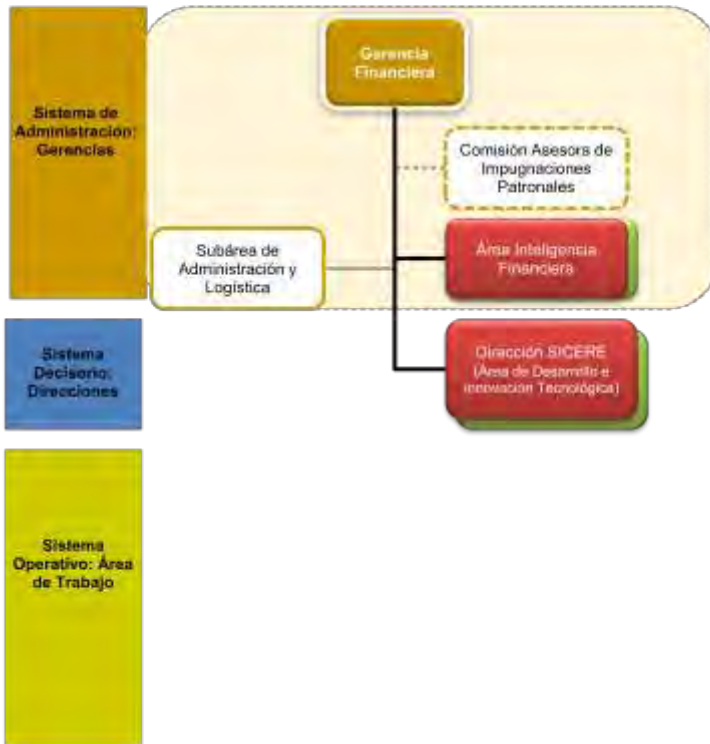 Gerencia
Financiera
Sistema de
Administración:
Gerencias
Comisión Asesora de
Impugnaciones
Patronales
Subárea de
Administración y
Logística
Área Inteligencia
Financiera
Sistema
Decisorio:
Direcciones
Dirección SICERE
(Área de Desarrollo e
Innovación Tecnológica)
Sistema
Operativo: Área
de Trabajo